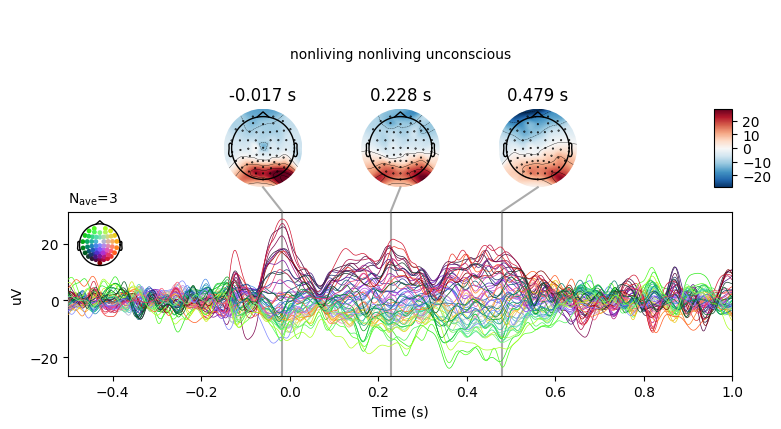 nonliving nonliving unconscious
-0.017 s 0.228 s 0.479 s
20
10
0
−10
−20
Nave=3
20
0
−20
uV
−0.4 −0.2 0.0 0.2 0.4 0.6 0.8 1.0
Time (s)